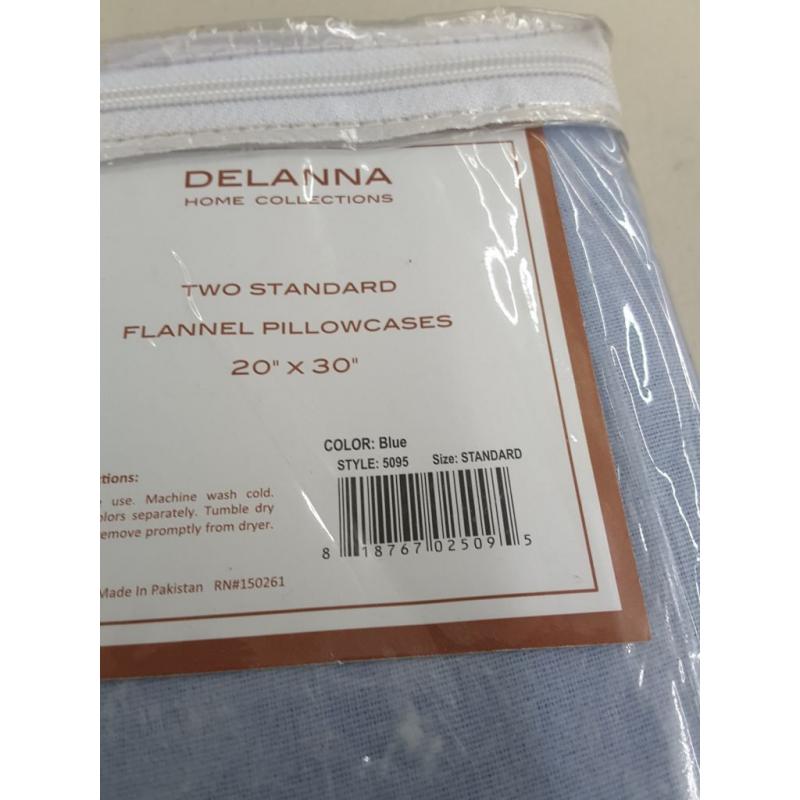 DELANNA
HOME COLLECTIONS
TWO STANDARD
FLANNEL PILLOWCASES
20" X 30"
COLOR: Blue
STYLE: 5095 Size: STANDARD
8 18767 02509 5
tions:
use. Machine wash cold.
lors separately. Tumble dry
emove promptly from dryer.
Made In Pakistan RN#150261